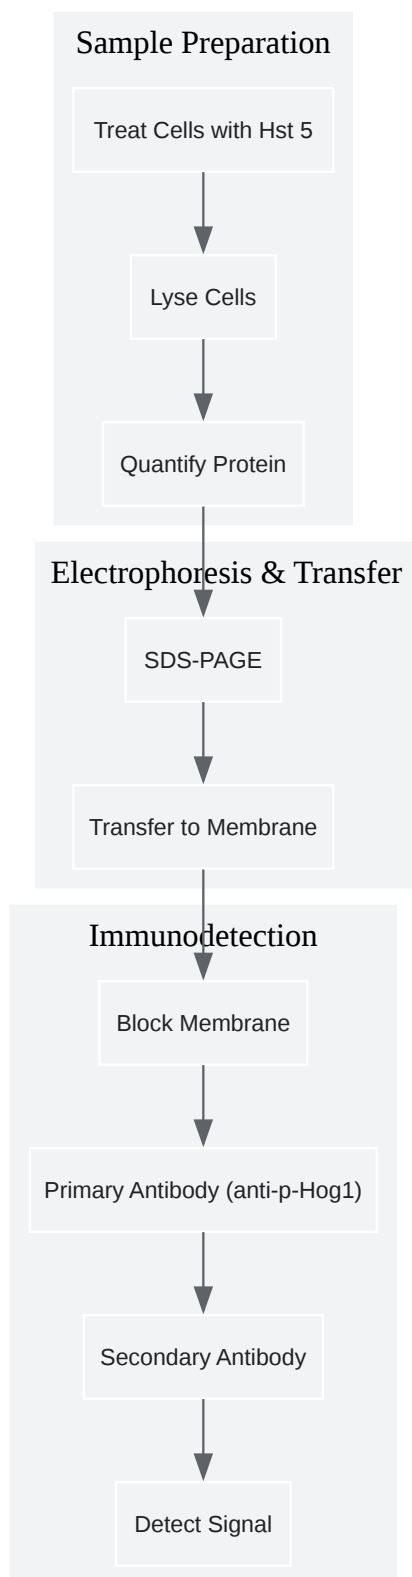 Sample Preparation
Treat Cells with Hst 5
Lyse Cells
Quantify Protein
Electrophoresis & Transfer
SDS-PAGE
Transfer to Membrane
Immunodetection
Block Membrane
Primary Antibody (anti-p-Hog1)
Secondary Antibody
Detect Signal